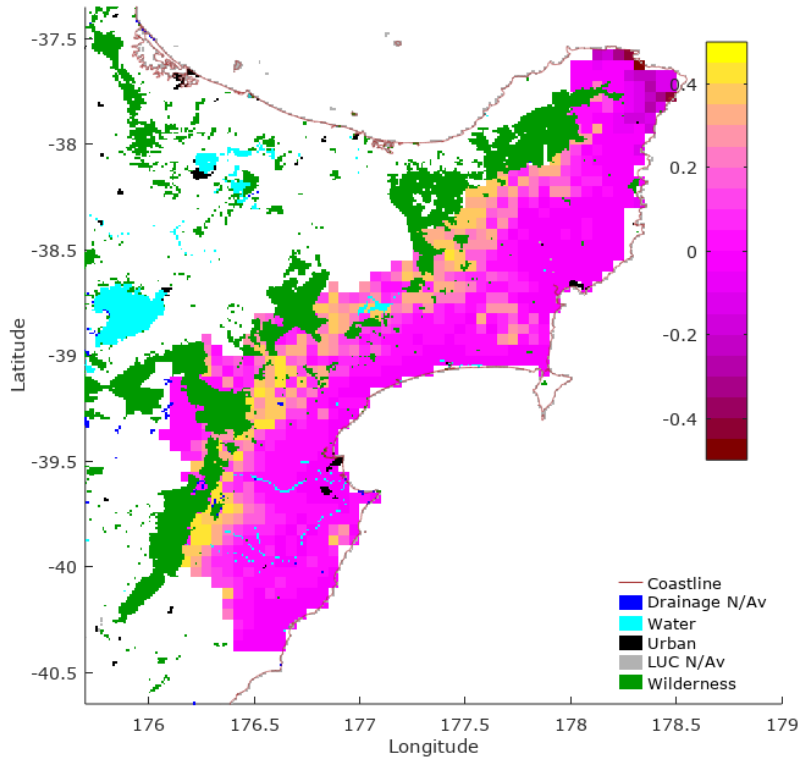 -37.5
-38
-38.5
-39
-39.5
-40
-40.5
Latitude
176
176.5
177
177.5
178
178.5
179
Longitude
0.4
0.2
0
-0.2
-0.4
Coastline
Drainage N/Av
Water
Urban
LUC N/Av
Wilderness